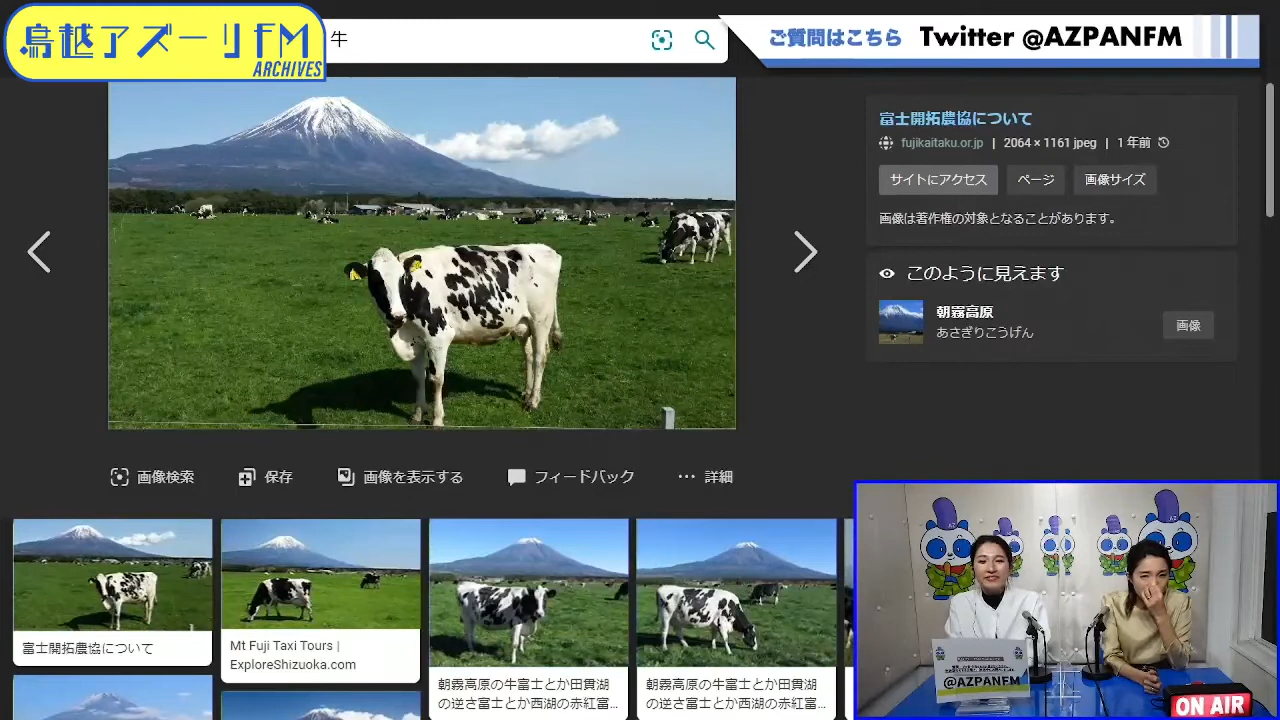 鳥越アズーリFM
ARCHIVES
牛
ご質問はこちら Twitter @AZPANFM
富士開拓農協について
fujikaitaku.or.jp | 2064 × 1161 jpeg | 1 年前
サイトにアクセス
ページ
画像サイズ
画像は著作権の対象となることがあります。
このように見えます
朝霧高原
あさぎりこうげん
画像
画像検索
保存
画像を表示する
フィードバック
詳細
富士開拓農協について
Mt Fuji Taxi Tours |
ExploreShizuoka.com
朝霧高原の牛富士とか田貫湖
の逆さ富士とか西湖の赤紅富...
朝霧高原の牛富士とか田貫湖
の逆さ富士とか西湖の赤紅富...
@AZPANFM
ON AIR